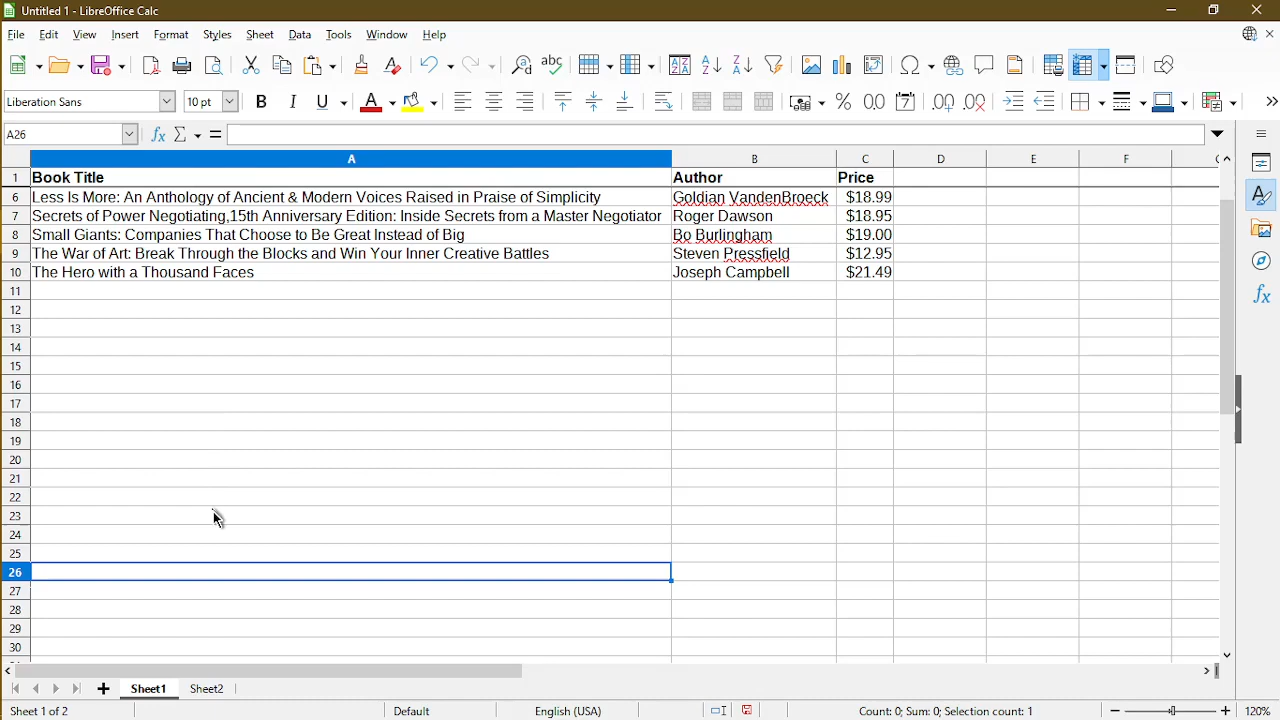 Untitled 1 - LibreOffice Calc
File Edit View Insert Format Styles Sheet Data Tools Window Help
Liberation Sans 10 pt
A26
A B C D E F
1 Book Title Author Price
6 Less Is More: An Anthology of Ancient & Modern Voices Raised in Praise of Simplicity Goldian VandenBroeck $18.99
7 Secrets of Power Negotiating,15th Anniversary Edition: Inside Secrets from a Master Negotiator Roger Dawson $18.95
8 Small Giants: Companies That Choose to Be Great Instead of Big Bo Burlingham $19.00
9 The War of Art: Break Through the Blocks and Win Your Inner Creative Battles Steven Pressfield $12.95
10 The Hero with a Thousand Faces Joseph Campbell $21.49
11
12
13
14
15
16
17
18
19
20
21
22
23
24
25
26
27
28
29
30
Sheet1 Sheet2
Sheet 1 of 2 Default English (USA) Count: 0; Sum: 0; Selection count: 1 120%